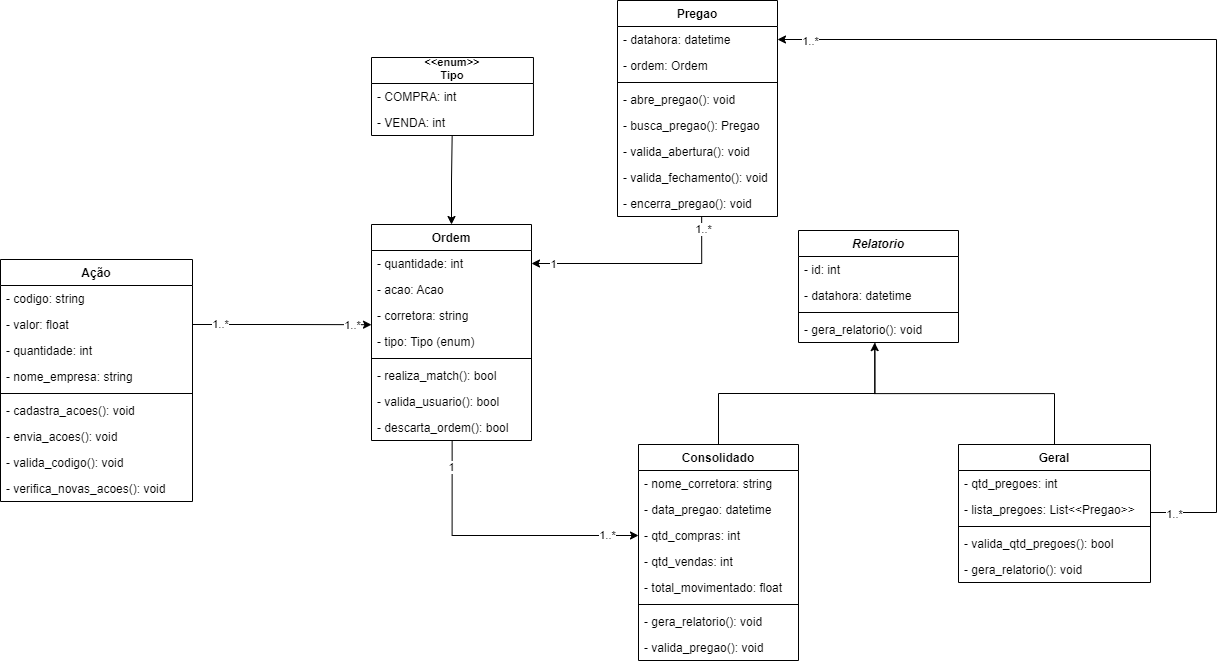 Pregao
- datahora: datetime
- ordem: Ordem
- abre_pregao(): void
- busca_pregao(): Pregao
- valida_abertura(): void
- valida_fechamento(): void
- encerra_pregao(): void
1..*
1..*
1
<<enum>>
Tipo
- COMPRA: int
- VENDA: int
Ordem
- quantidade: int
- acao: Acao
- corretora: string
- tipo: Tipo (enum)
- realiza_match(): bool
- valida_usuario(): bool
- descarta_ordem(): bool
Ação
- codigo: string
- valor: float
- quantidade: int
- nome_empresa: string
- cadastra_acoes(): void
- envia_acoes(): void
- valida_codigo(): void
- verifica_novas_acoes(): void
1..*
1..*
Relatorio
- id: int
- datahora: datetime
- gera_relatorio(): void
1
1..*
Consolidado
- nome_corretora: string
- data_pregao: datetime
- qtd_compras: int
- qtd_vendas: int
- total_movimentado: float
- gera_relatorio(): void
- valida_pregao(): void
Geral
- qtd_pregoes: int
- lista_pregoes: List<<Pregao>>
- valida_qtd_pregoes(): bool
- gera_relatorio(): void
1..*